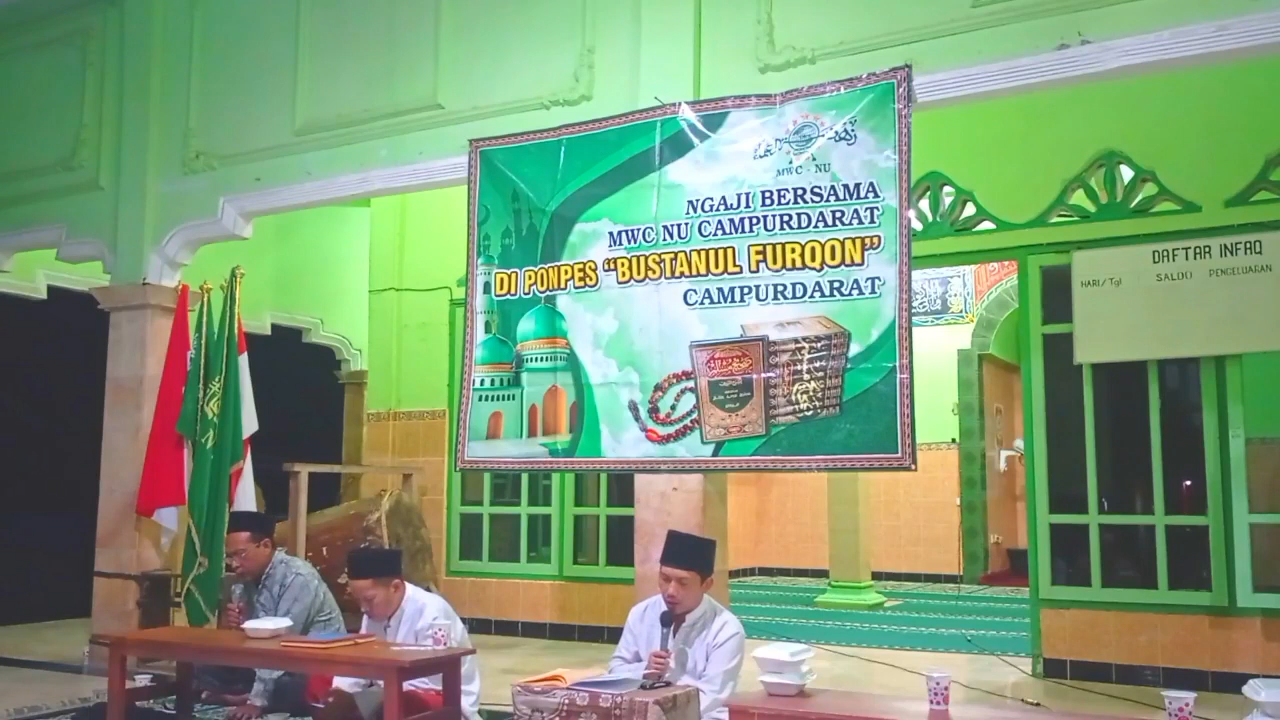 MWC - NU
NGAJI BERSAMA
MWC NU CAMPURDARAT
DI PONPES “BUSTANUL FURQON”
CAMPURDARAT
DAFTAR INFAQ
HARI/Tgl SALDO PENGELUARAN